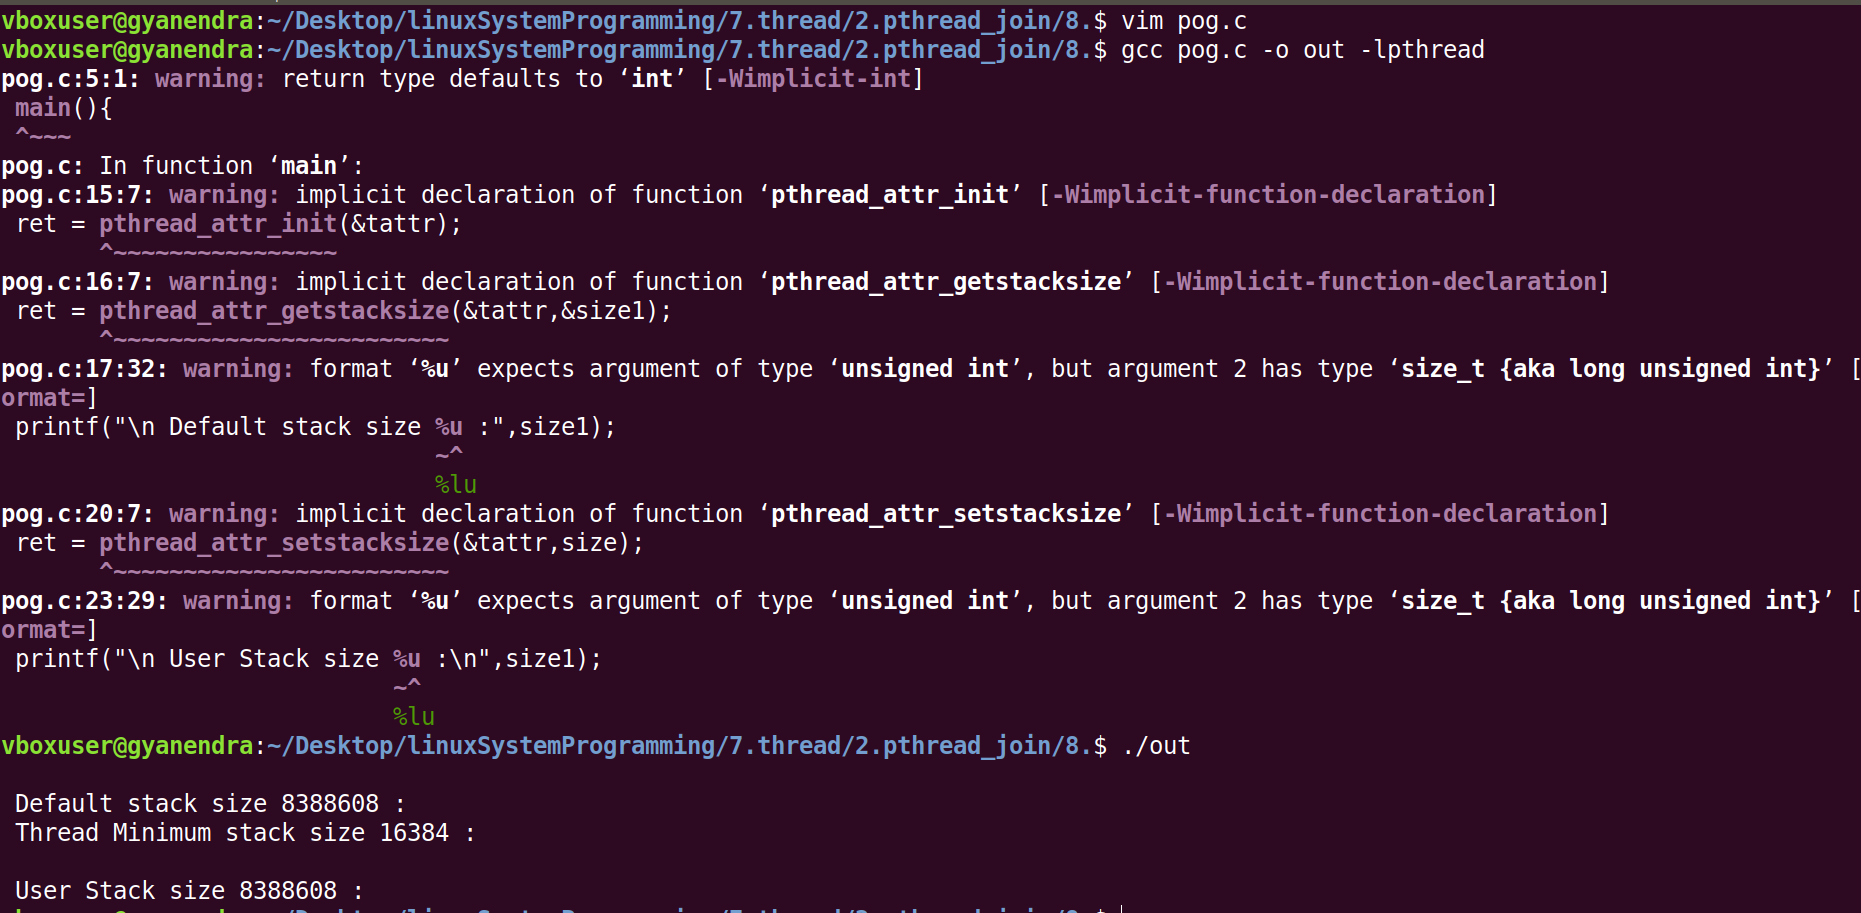 vboxuser@gyanendra:~/Desktop/linuxSystemProgramming/7.thread/2.pthread_join/8.$ vim pog.c
vboxuser@gyanendra:~/Desktop/linuxSystemProgramming/7.thread/2.pthread_join/8.$ gcc pog.c -o out -lpthread
pog.c:5:1: warning: return type defaults to ‘int’ [-Wimplicit-int]
 main(){
 ^~~~
pog.c: In function ‘main’:
pog.c:15:7: warning: implicit declaration of function ‘pthread_attr_init’ [-Wimplicit-function-declaration]
 ret = pthread_attr_init(&tattr);
       ^~~~~~~~~~~~~~~~~
pog.c:16:7: warning: implicit declaration of function ‘pthread_attr_getstacksize’ [-Wimplicit-function-declaration]
 ret = pthread_attr_getstacksize(&tattr,&size1);
       ^~~~~~~~~~~~~~~~~~~~~~~~~
pog.c:17:32: warning: format ‘%u’ expects argument of type ‘unsigned int’, but argument 2 has type ‘size_t {aka long unsigned int}’ [
ormat=]
 printf("\n Default stack size %u :",size1);
                               ~^
                               %lu
pog.c:20:7: warning: implicit declaration of function ‘pthread_attr_setstacksize’ [-Wimplicit-function-declaration]
 ret = pthread_attr_setstacksize(&tattr,size);
       ^~~~~~~~~~~~~~~~~~~~~~~~~
pog.c:23:29: warning: format ‘%u’ expects argument of type ‘unsigned int’, but argument 2 has type ‘size_t {aka long unsigned int}’ [
ormat=]
 printf("\n User Stack size %u :\n",size1);
                            ~^
                            %lu
vboxuser@gyanendra:~/Desktop/linuxSystemProgramming/7.thread/2.pthread_join/8.$ ./out

 Default stack size 8388608 :
 Thread Minimum stack size 16384 :

 User Stack size 8388608 :